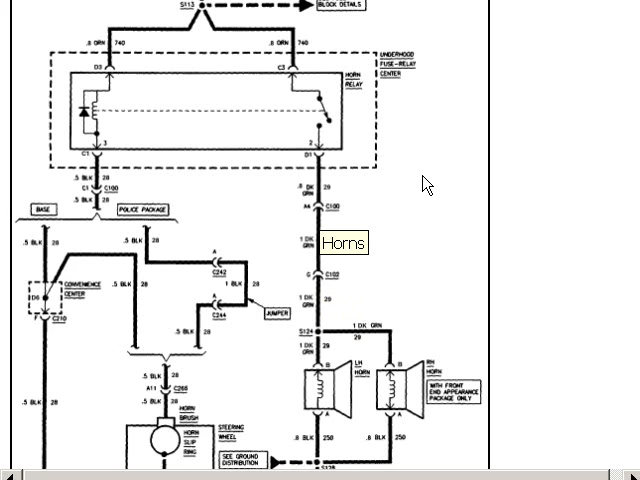 S113
BLOCK DETAILS
.8 ORN 740
.8 ORN 740
UNDERHOOD
FUSE-RELAY
CENTER
D3
C3
HORN
RELAY
3
2
C1
D1
.5 BLK 28
C1 C100
.5 BLK 28
.8 DK
GRN 29
A4 C100
BASE
POLICE PACKAGE
.5 BLK 28
.5 BLK 28
1 DK
GRN
Horns
A
C242
G C102
D6
CONVENIENCE
CENTER
.5 BLK 28
1 BLK 28
1 DK
GRN 29
A
C244
JUMPER
F C210
.5 BLK 28
S124
1 DK GRN
29
1 DK
GRN 29
B
LH
HORN
B
RH
HORN
.5 BLK 28
A11 C266
WITH FRONT
END APPEARANCE
PACKAGE ONLY
.5 BLK 28
.5 BLK 28
HORN
BRUSH
A
A
HORN
SLIP
RING
STEERING
WHEEL
.8 BLK 250
.8 BLK 250
SEE GROUND
DISTRIBUTION
S128